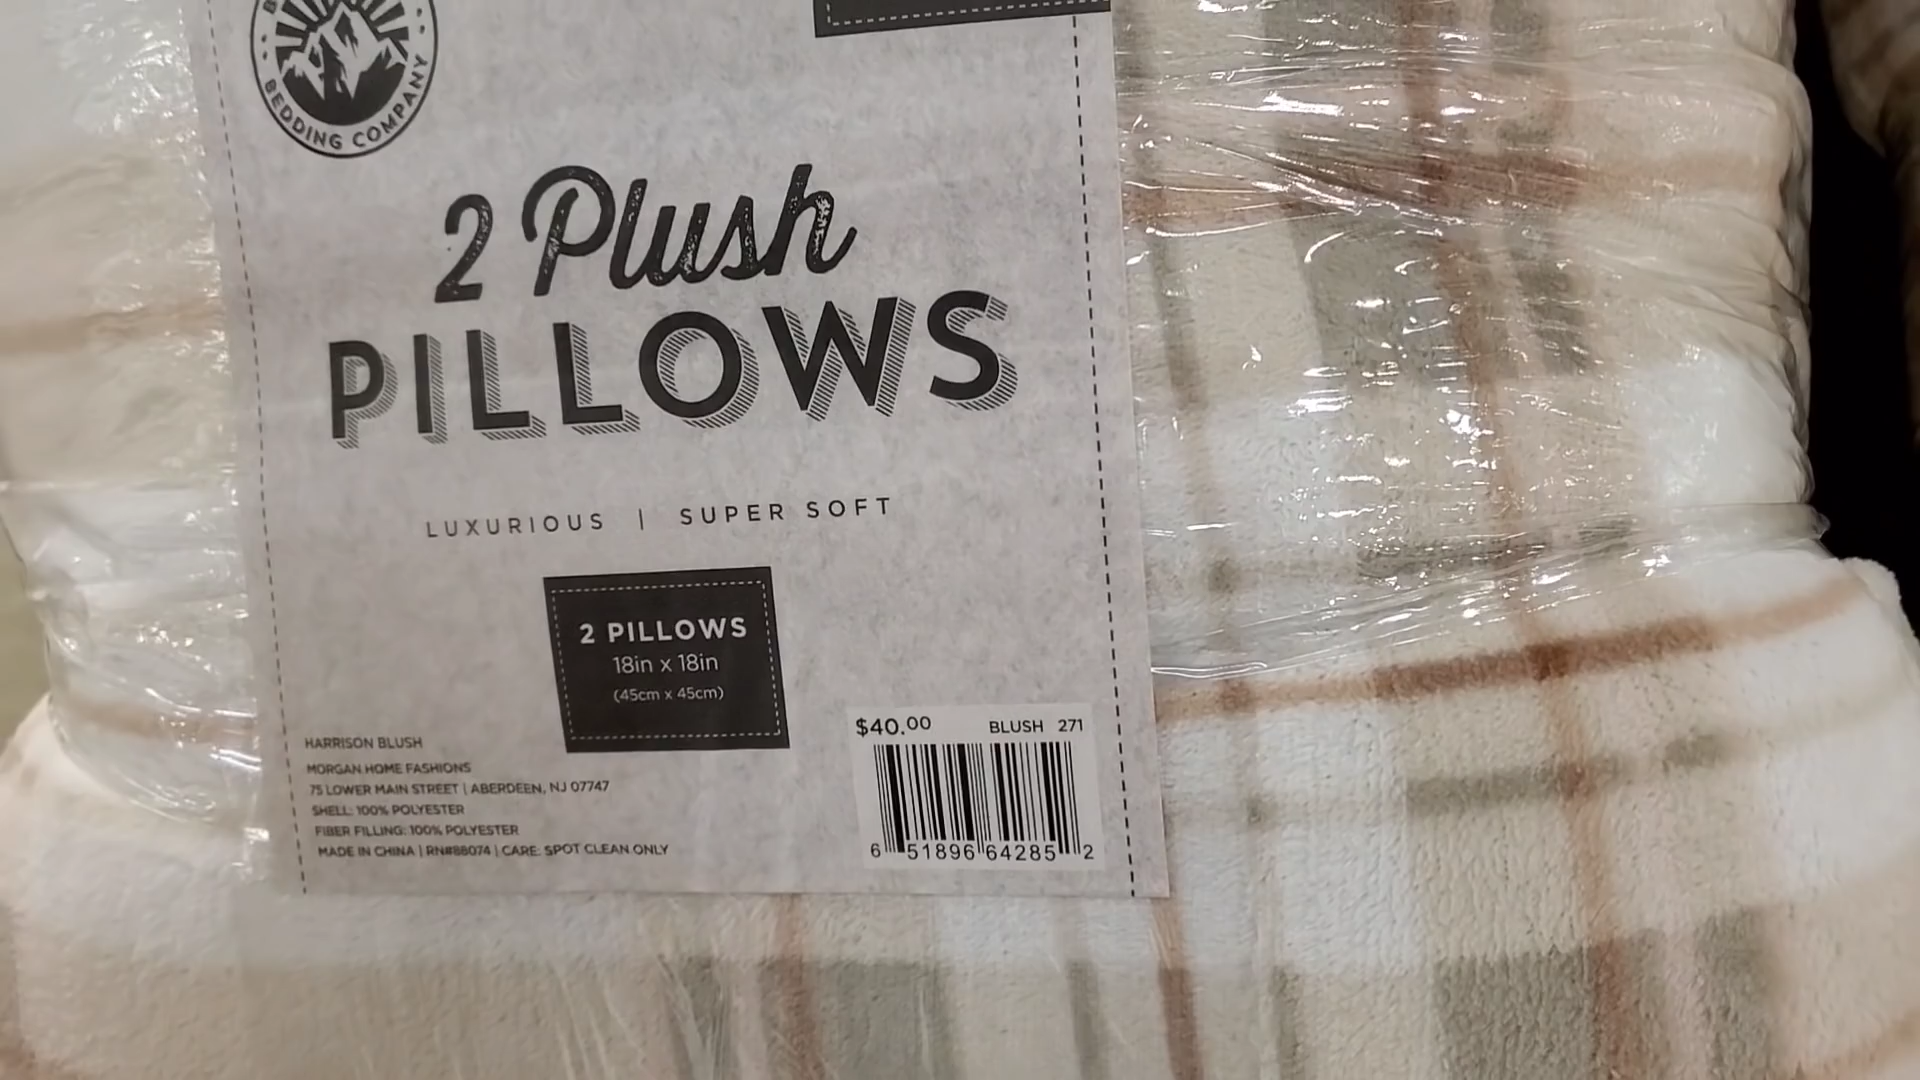 BEDDING COMPANY
2 Plush
PILLOWS
LUXURIOUS | SUPER SOFT
2 PILLOWS
18in x 18in
(45cm x 45cm)
HARRISON BLUSH
MORGAN HOME FASHIONS
75 LOWER MAIN STREET | ABERDEEN, NJ 07747
SHELL: 100% POLYESTER
FIBER FILLING: 100% POLYESTER
MADE IN CHINA | RN#88074 | CARE: SPOT CLEAN ONLY
$40.00 BLUSH 271
6 51896 64285 2